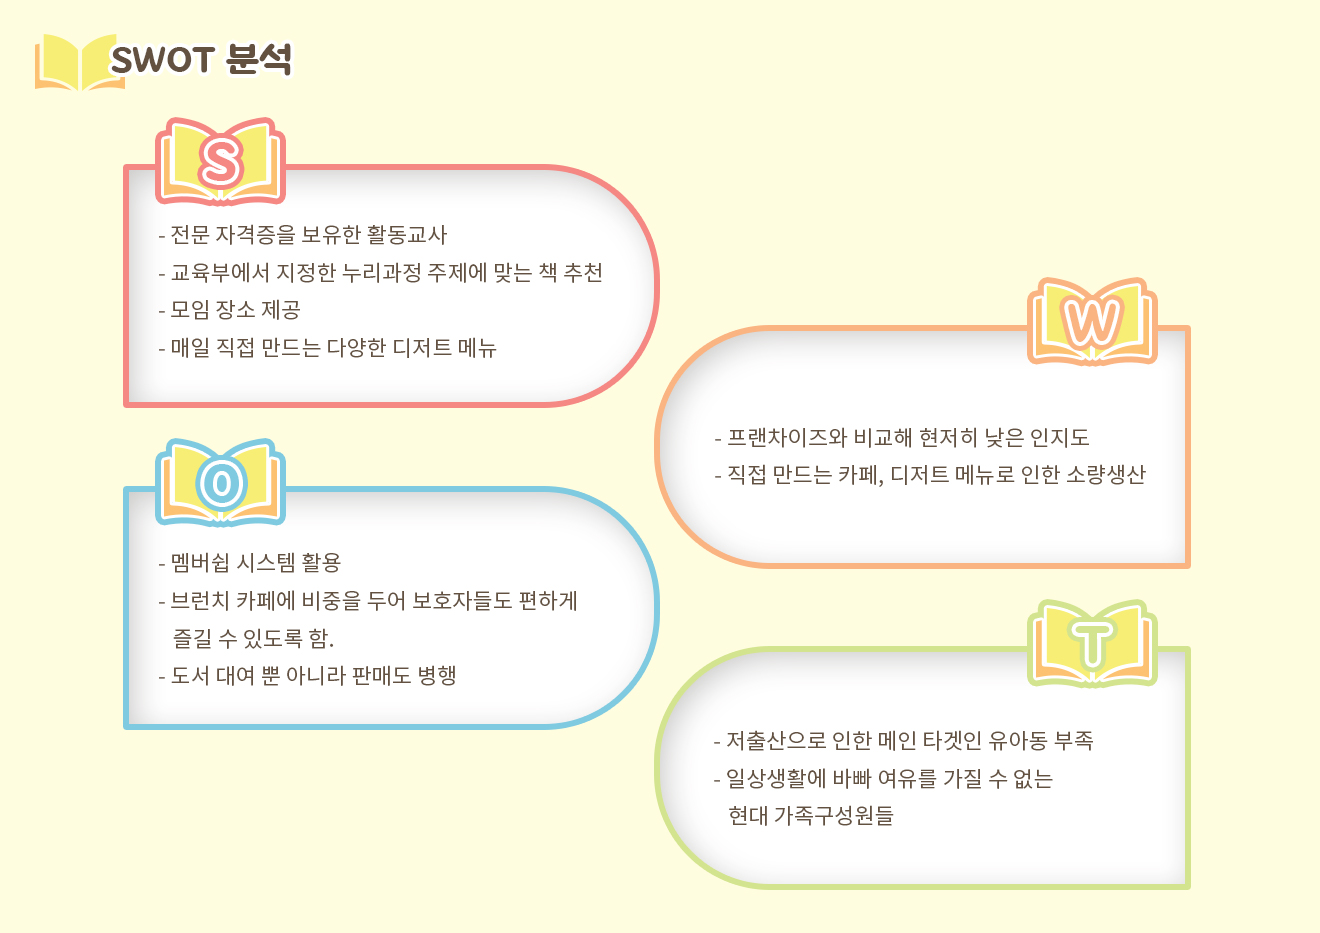 SWOT 분석
S
- 전문 자격증을 보유한 활동교사
- 교육부에서 지정한 누리과정 주제에 맞는 책 추천
- 모임 장소 제공
- 매일 직접 만드는 다양한 디저트 메뉴
W
- 프랜차이즈와 비교해 현저히 낮은 인지도
- 직접 만드는 카페, 디저트 메뉴로 인한 소량생산
O
- 멤버쉽 시스템 활용
- 브런치 카페에 비중을 두어 보호자들도 편하게
즐길 수 있도록 함.
- 도서 대여 뿐 아니라 판매도 병행
T
- 저출산으로 인한 메인 타겟인 유아동 부족
- 일상생활에 바빠 여유를 가질 수 없는
현대 가족구성원들